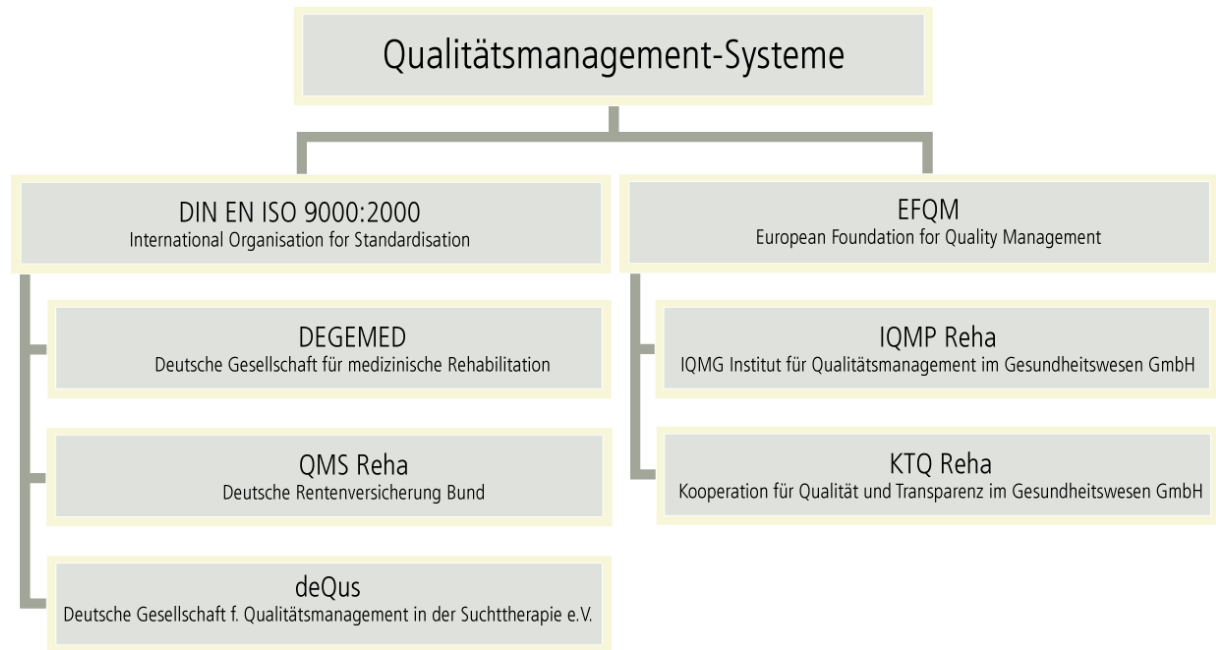 Qualitätsmanagement-Systeme
DIN EN ISO 9000:2000
International Organisation for Standardisation
DEGEMED
Deutsche Gesellschaft für medizinische Rehabilitation
QMS Reha
Deutsche Rentenversicherung Bund
deQus
Deutsche Gesellschaft f. Qualitätsmanagement in der Suchttherapie e.V.
EFQM
European Foundation for Quality Management
IQMP Reha
IQMG Institut für Qualitätsmanagement im Gesundheitswesen GmbH
KTQ Reha
Kooperation für Qualität und Transparenz im Gesundheitswesen GmbH